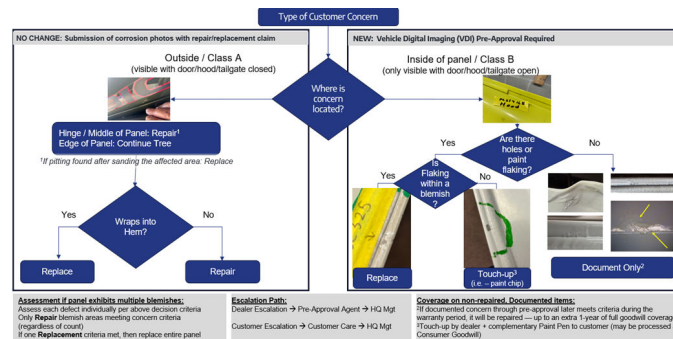 Type of Customer Concern
NO CHANGE: Submission of corrosion photos with repair/replacement claim
Outside / Class A
(visible with door/hood/tailgate closed)
Hinge / Middle of Panel: Repair¹
Edge of Panel: Continue Tree
¹If pitting found after sanding the affected area: Replace
Wraps into
Hem?
Yes
No
Replace
Repair
Where is
concern
located?
NEW: Vehicle Digital Imaging (VDI) Pre-Approval Required
Inside of panel / Class B
(only visible with door/hood/tailgate open)
Are there
holes or
paint
flaking?
Yes
No
Is
Flaking
within a
blemish
?
Yes
No
Replace
Touch-up³
(i.e. – paint chip)
Document Only²
Assessment if panel exhibits multiple blemishes:
Assess each defect individually per above decision criteria
Only Repair blemish areas meeting concern criteria
(regardless of count)
If one Replacement criteria met, then replace entire panel
Escalation Path:
Dealer Escalation → Pre-Approval Agent → HQ Mgt
Customer Escalation → Customer Care → HQ Mgt
Coverage on non-repaired, Documented items:
²If documented concern through pre-approval later meets criteria during the
warranty period, it will be repaired — up to an extra 1-year of full goodwill coverage
³Touch-up by dealer + complementary Paint Pen to customer (may be processed
Consumer Goodwill)